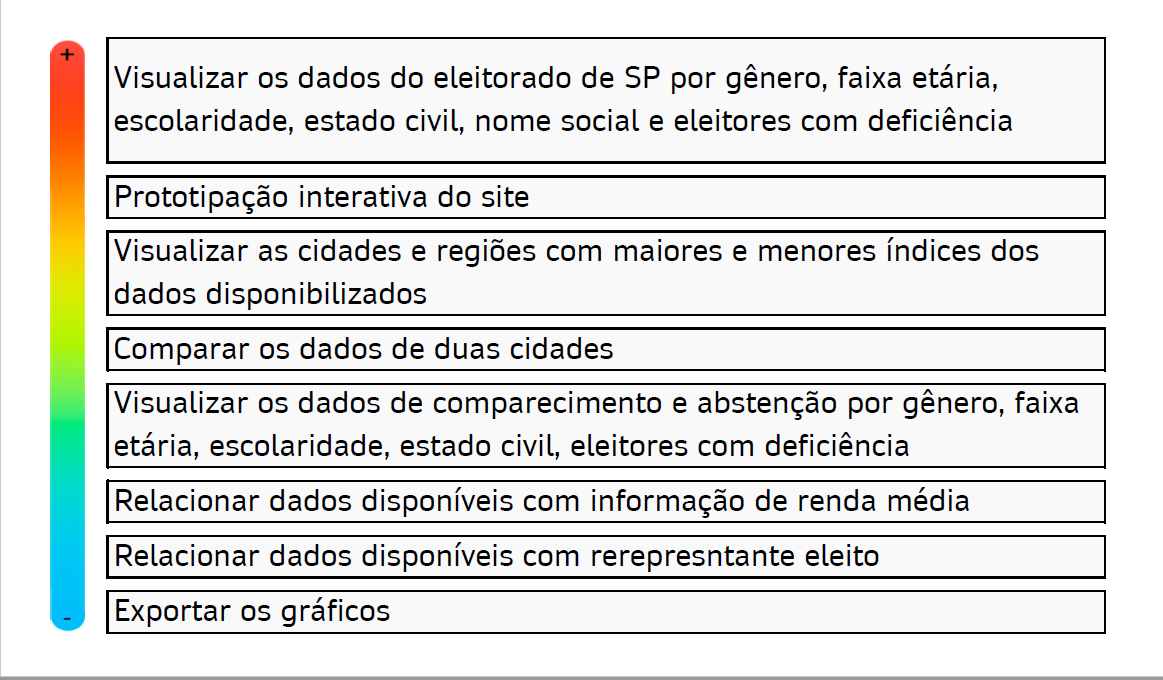 +
Visualizar os dados do eleitorado de SP por gênero, faixa etária,
escolaridade, estado civil, nome social e eleitores com deficiência
Prototipação interativa do site
Visualizar as cidades e regiões com maiores e menores índices dos
dados disponibilizados
Comparar os dados de duas cidades
Visualizar os dados de comparecimento e abstenção por gênero, faixa
etária, escolaridade, estado civil, eleitores com deficiência
Relacionar dados disponíveis com informação de renda média
Relacionar dados disponíveis com rerepresntante eleito
-
Exportar os gráficos